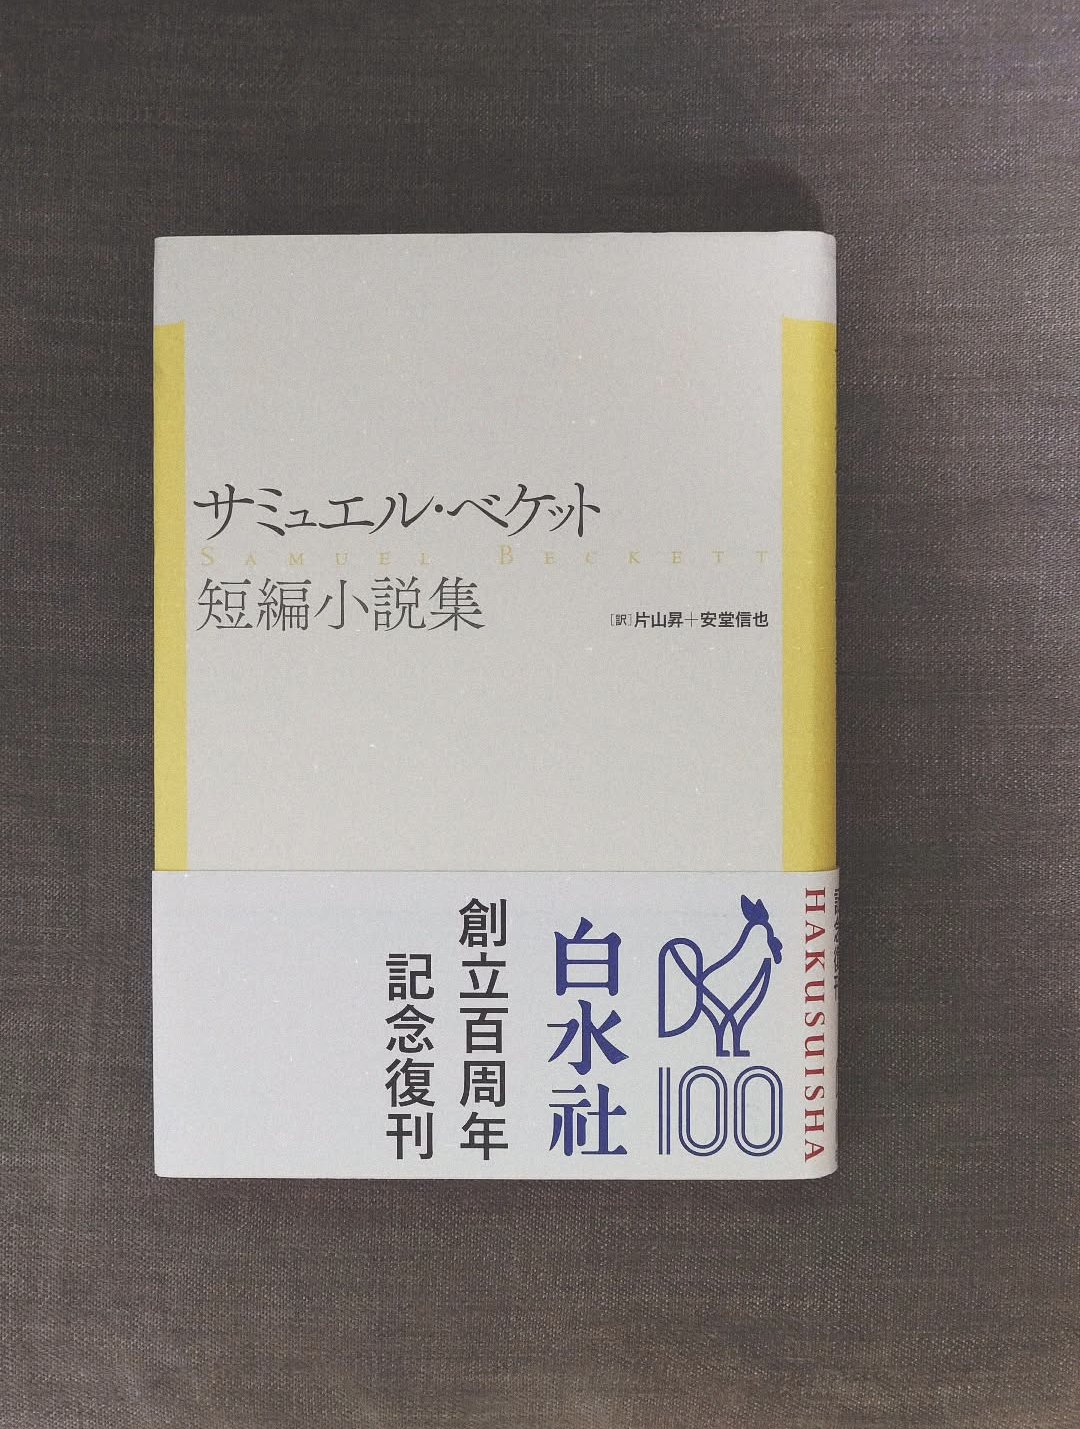 サミュエル・ベケット
SAMUEL BECKETT
短編小説集
[訳]片山昇+安堂信也
HAKUSUISHA
100
白水社
創立百周年
記念復刊